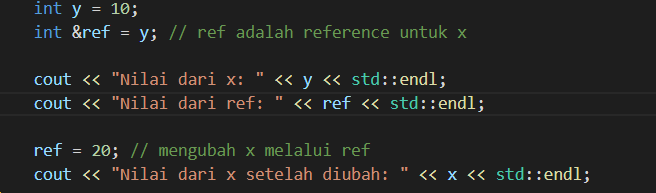 int y = 10;
int &ref = y; // ref adalah reference untuk x
cout << "Nilai dari x: " << y << std::endl;
cout << "Nilai dari ref: " << ref << std::endl;
ref = 20; // mengubah x melalui ref
cout << "Nilai dari x setelah diubah: " << x << std::endl;